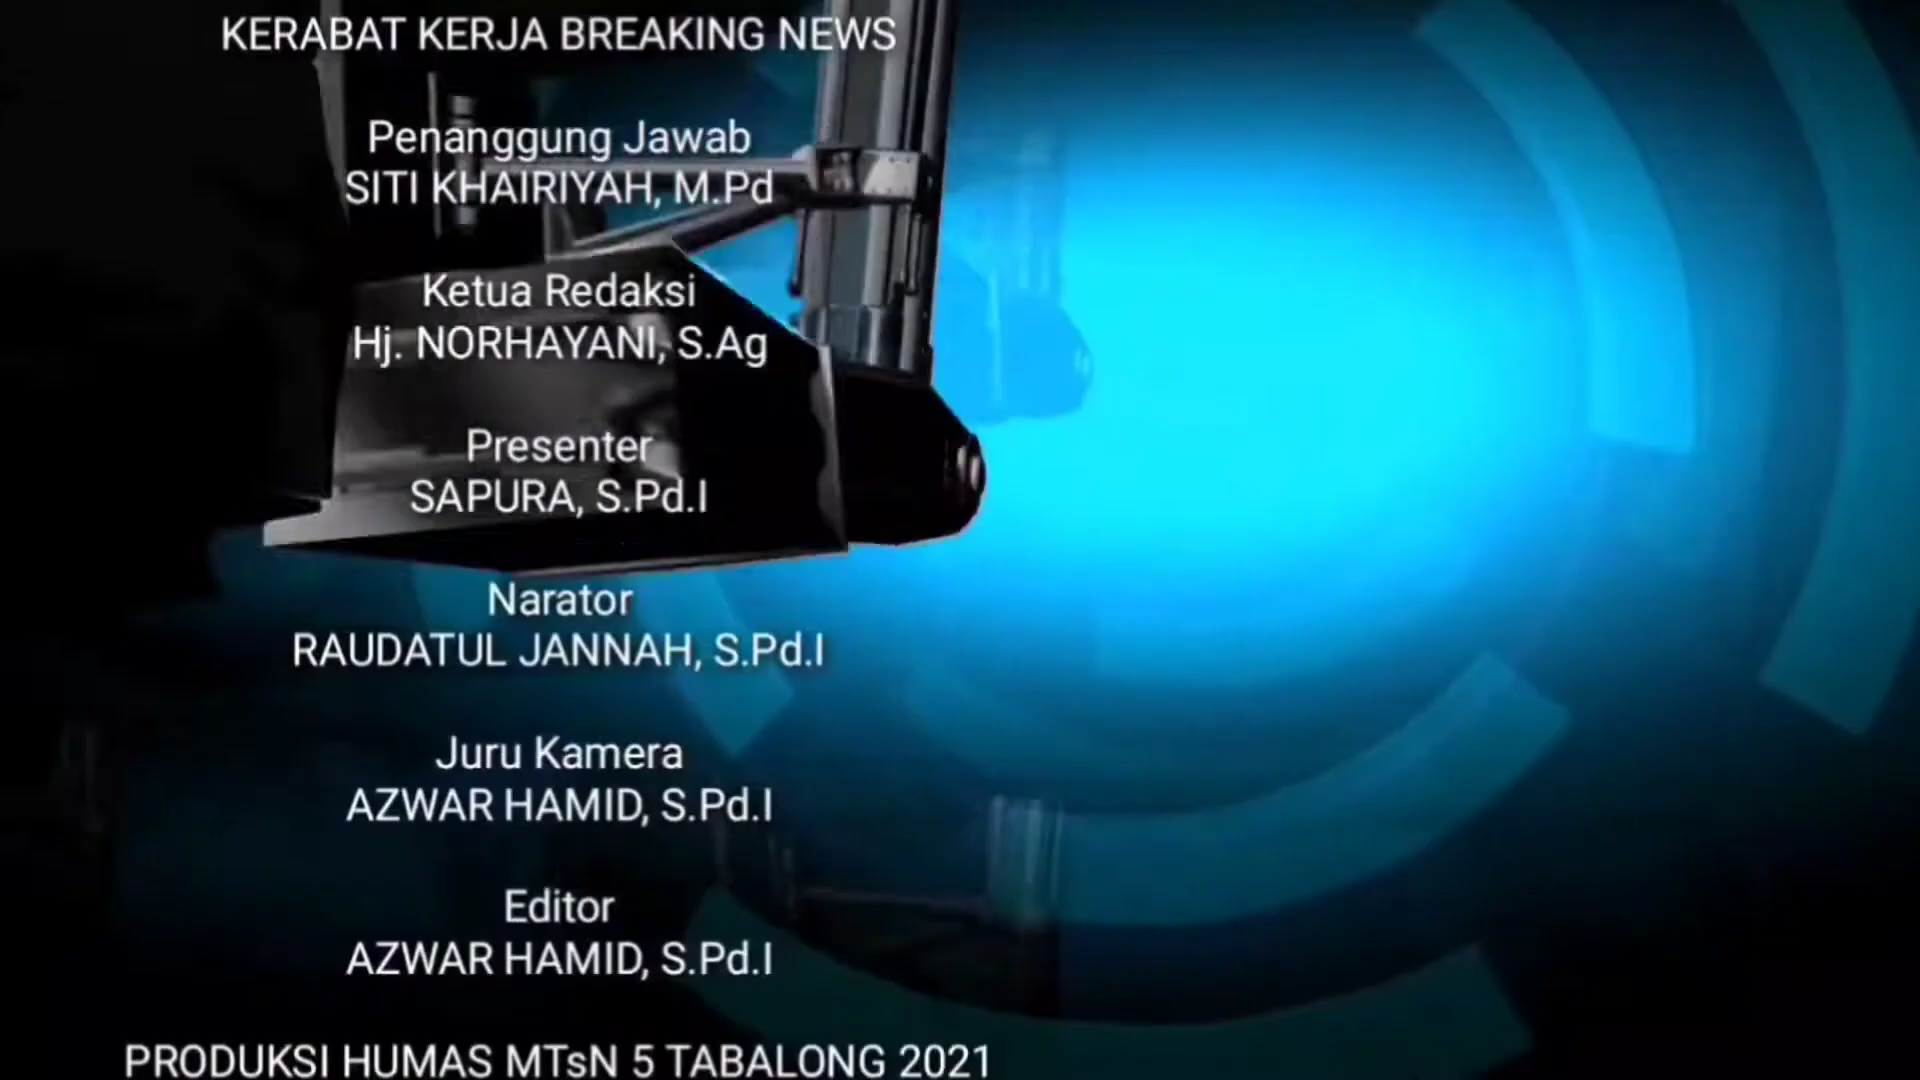 KERABAT KERJA BREAKING NEWS
Penanggung Jawab
SITI KHAIRIYAH, M.Pd
Ketua Redaksi
Hj. NORHAYANI, S.Ag
Presenter
SAPURA, S.Pd.I
Narator
RAUDATUL JANNAH, S.Pd.I
Juru Kamera
AZWAR HAMID, S.Pd.I
Editor
AZWAR HAMID, S.Pd.I
PRODUKSI HUMAS MTsN 5 TABALONG 2021